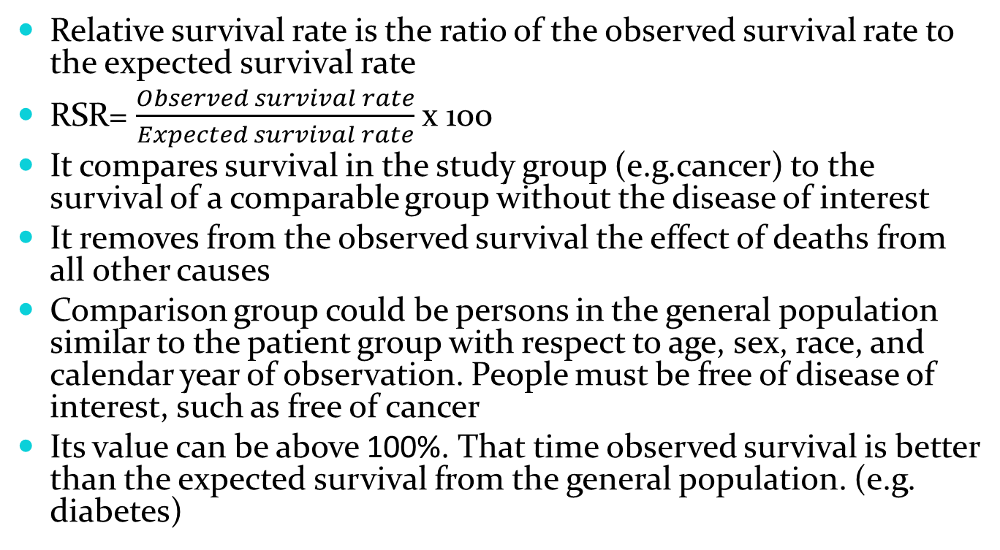 • Relative survival rate is the ratio of the observed survival rate to
the expected survival rate
• RSR= Observed survival rate / Expected survival rate x 100
• It compares survival in the study group (e.g.cancer) to the
survival of a comparable group without the disease of interest
• It removes from the observed survival the effect of deaths from
all other causes
• Comparison group could be persons in the general population
similar to the patient group with respect to age, sex, race, and
calendar year of observation. People must be free of disease of
interest, such as free of cancer
• Its value can be above 100%. That time observed survival is better
than the expected survival from the general population. (e.g.
diabetes)